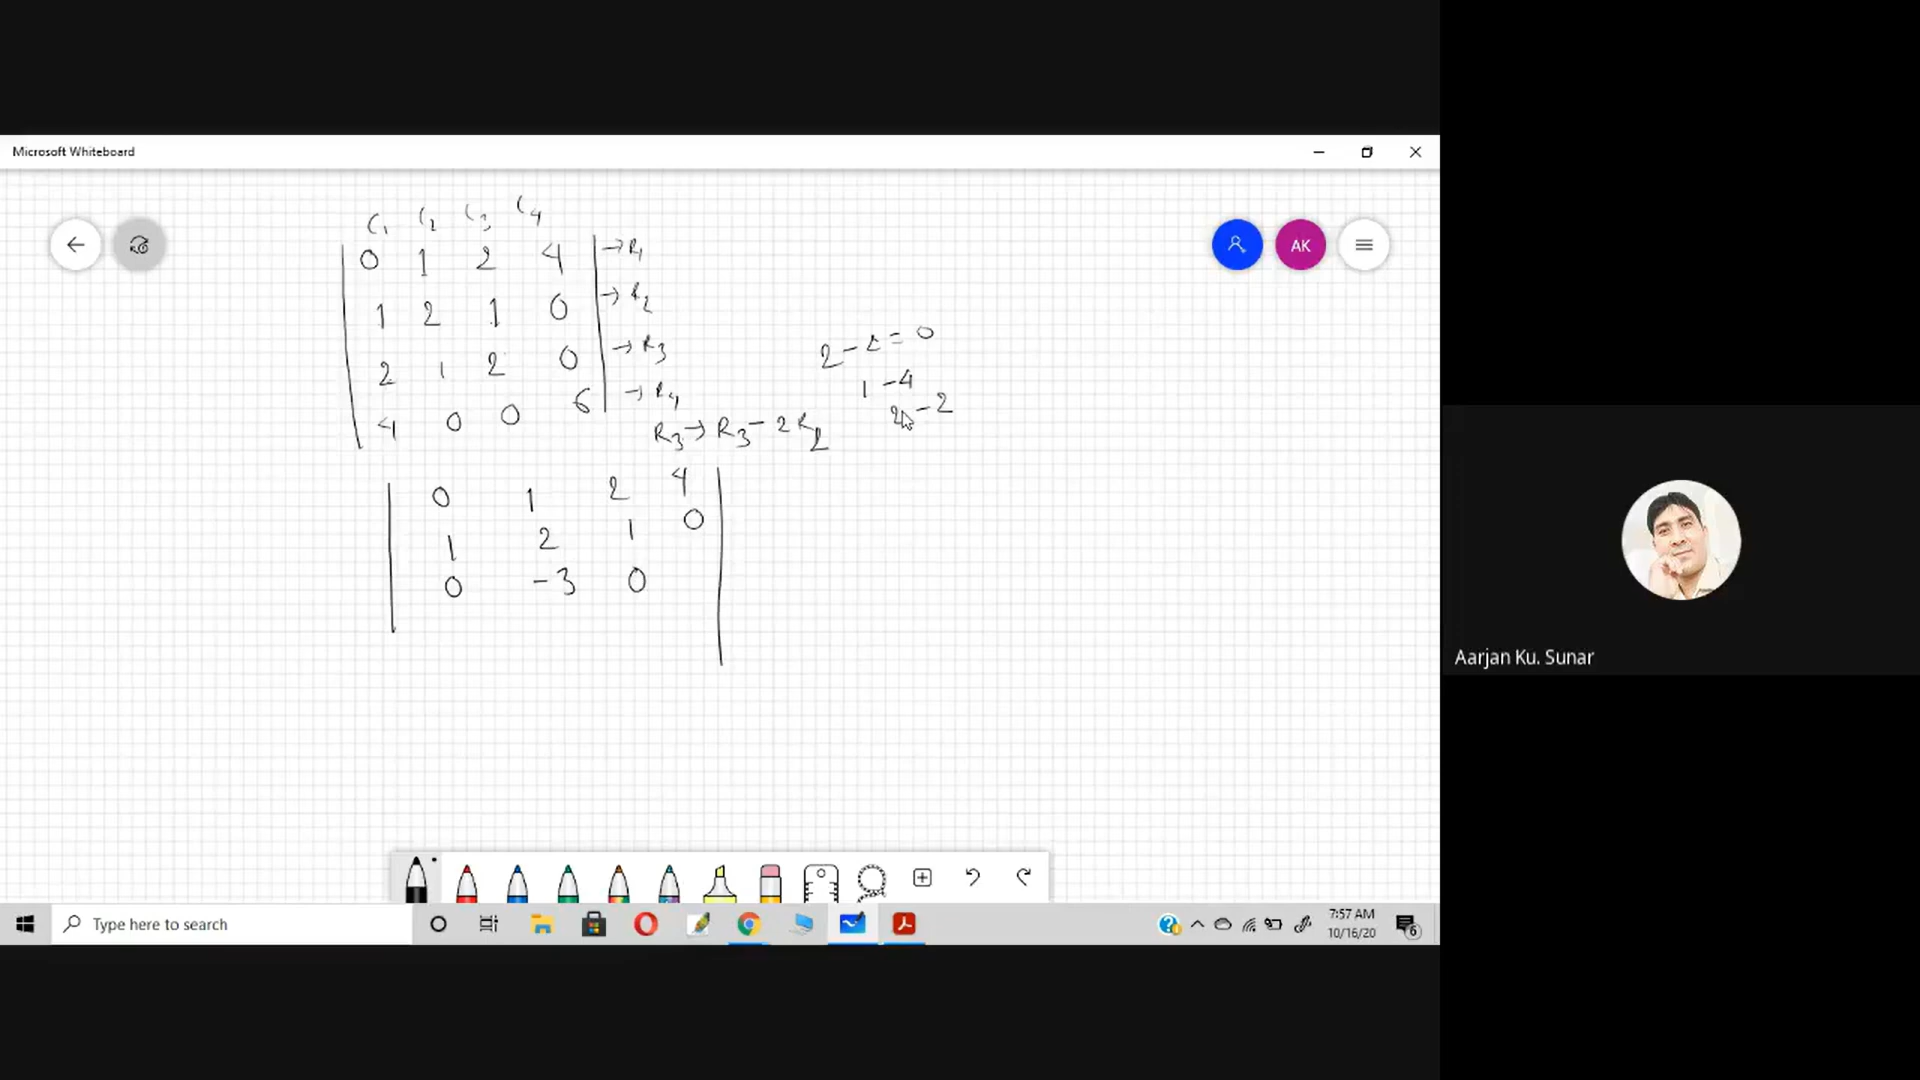 Microsoft Whiteboard
C1 C2 C3 C4
0 1 2 4 → R1
1 2 1 0 → R2
2 1 2 0 → R3
4 0 0 6 → R4
R3 → R3 - 2R2
2 - 2 = 0
1 - 4
2 - 2
0 1 2 4
1 2 1 0
0 -3 0
AK
Aarjan Ku. Sunar
Type here to search
7:57 AM
10/16/20
6